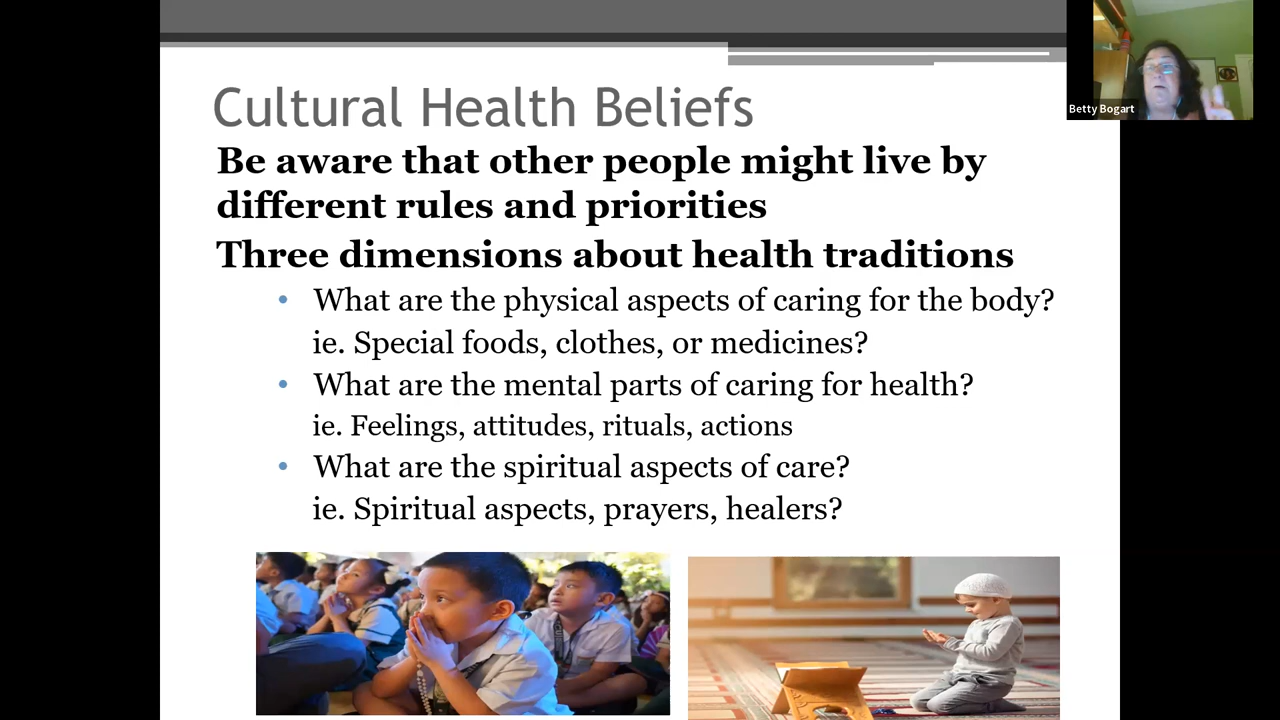 Cultural Health Beliefs
Be aware that other people might live by
different rules and priorities
Three dimensions about health traditions
• What are the physical aspects of caring for the body?
ie. Special foods, clothes, or medicines?
• What are the mental parts of caring for health?
ie. Feelings, attitudes, rituals, actions
• What are the spiritual aspects of care?
ie. Spiritual aspects, prayers, healers?
Betty Bogart